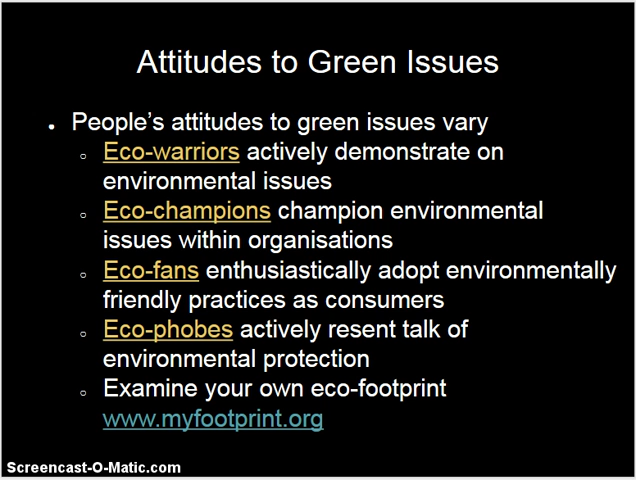 Attitudes to Green Issues
• People's attitudes to green issues vary
○ Eco-warriors actively demonstrate on
environmental issues
○ Eco-champions champion environmental
issues within organisations
○ Eco-fans enthusiastically adopt environmentally
friendly practices as consumers
○ Eco-phobes actively resent talk of
environmental protection
○ Examine your own eco-footprint
www.myfootprint.org
Screencast-O-Matic.com